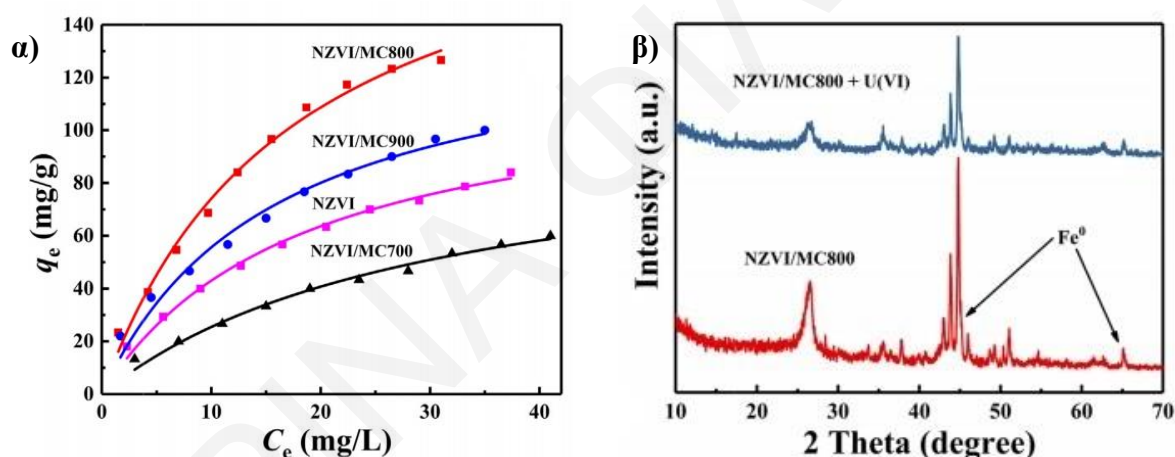 α)
140
120
100
80
60
40
20
0
qe (mg/g)
NZVI/MC800
NZVI/MC900
NZVI
NZVI/MC700
0 10 20 30 40
Ce (mg/L)
β)
Intensity (a.u.)
NZVI/MC800 + U(VI)
Fe⁰
NZVI/MC800
10 20 30 40 50 60 70
2 Theta (degree)